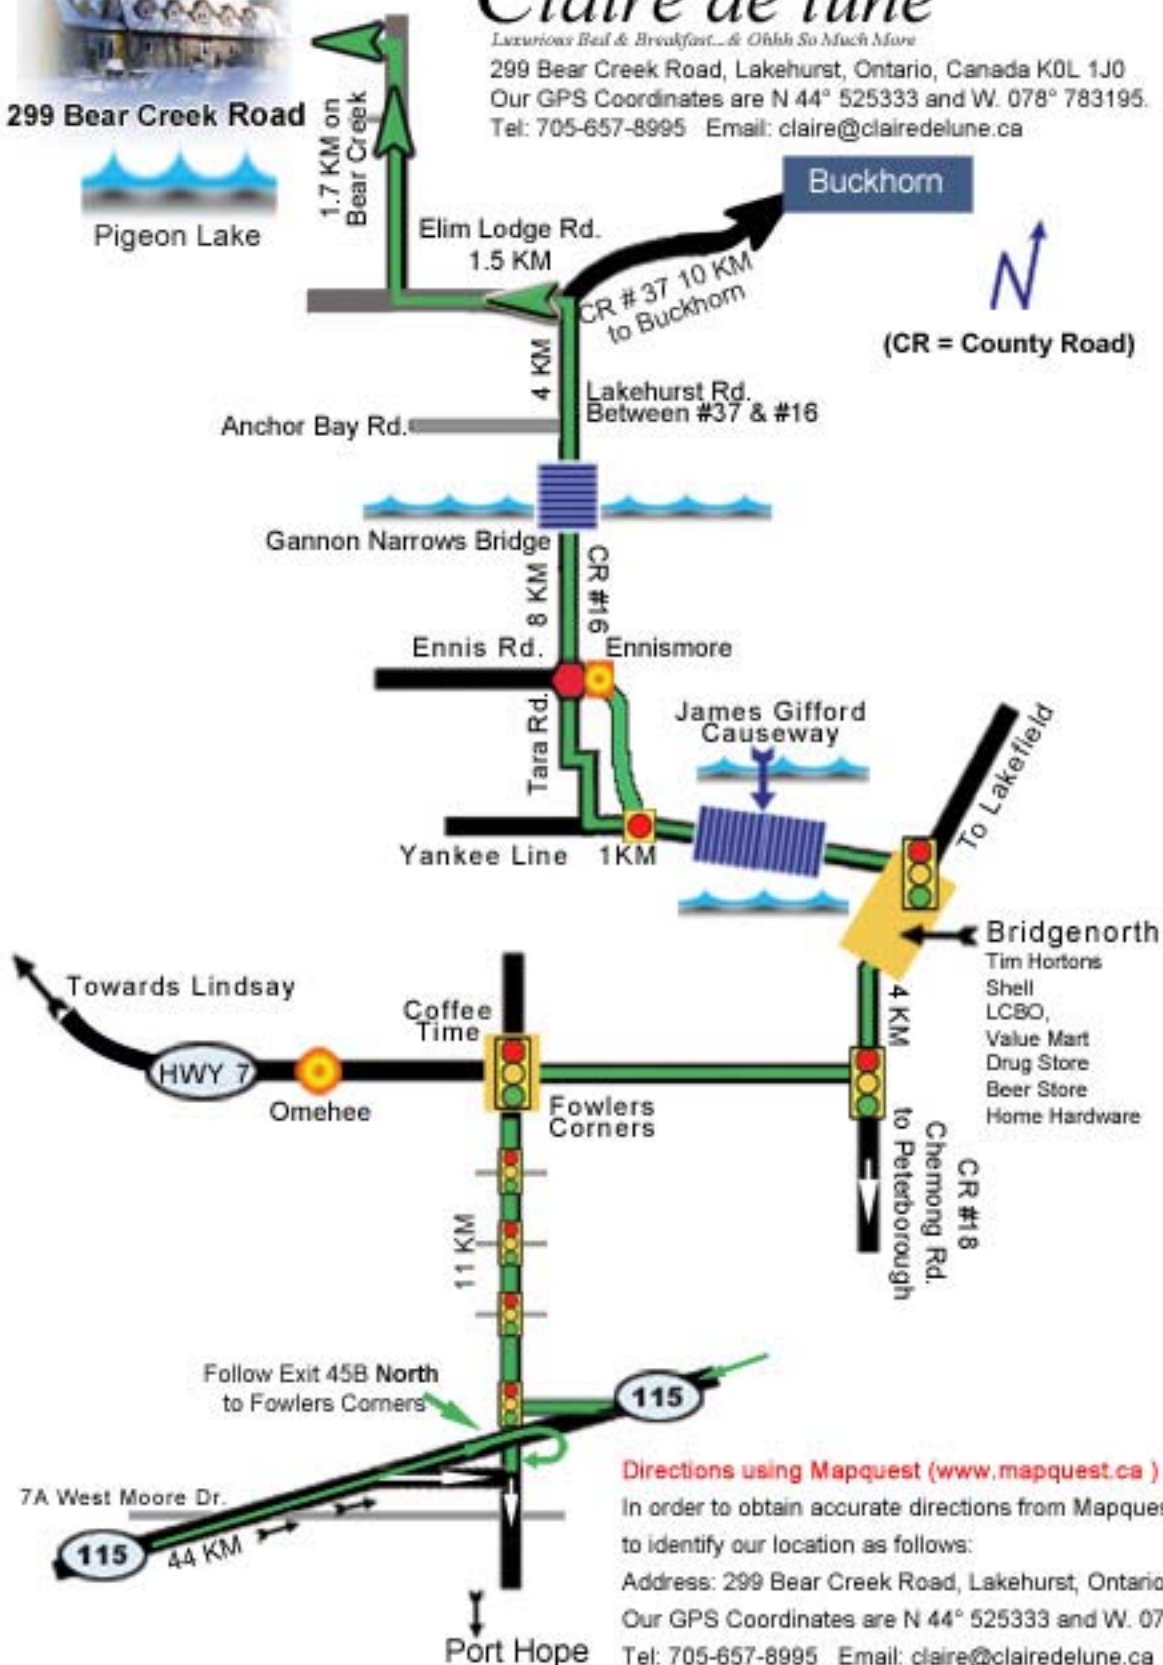 Claire de lune
Luxurious Bed & Breakfast... & Ohhh So Much More
299 Bear Creek Road, Lakehurst, Ontario, Canada K0L 1J0
Our GPS Coordinates are N 44° 525333 and W. 078° 783195.
Tel: 705-657-8995 Email: claire@clairedelune.ca
299 Bear Creek Road
Pigeon Lake
1.7 KM on
Bear Creek
Buckhorn
Elim Lodge Rd.
1.5 KM
CR # 37 10 KM
to Buckhorn
N
(CR = County Road)
4 KM
Lakehurst Rd.
Between #37 & #16
Anchor Bay Rd.
Gannon Narrows Bridge
8 KM
CR #16
Ennis Rd.
Ennismore
Tara Rd.
James Gifford
Causeway
To Lakefield
Yankee Line
1KM
Bridgenorth
Tim Hortons
Shell
LCBO,
Value Mart
Drug Store
Beer Store
Home Hardware
4 KM
Towards Lindsay
Coffee
Time
HWY 7
Omehee
Fowlers
Corners
CR #18
Chemong Rd.
to Peterborough
11 KM
Follow Exit 45B North
to Fowlers Corners
115
7A West Moore Dr.
115
44 KM
Port Hope
Directions using Mapquest (www.mapquest.ca )
In order to obtain accurate directions from Mapques
to identify our location as follows:
Address: 299 Bear Creek Road, Lakehurst, Ontario
Our GPS Coordinates are N 44° 525333 and W. 07
Tel: 705-657-8995 Email: claire@clairedelune.ca